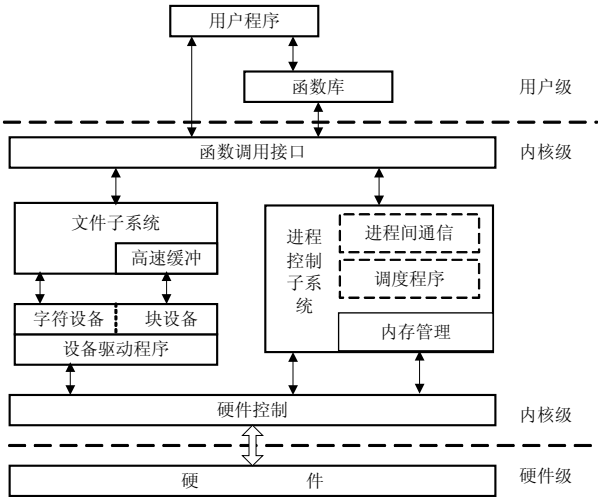 用户程序
函数库
用户级
函数调用接口
内核级
文件子系统
高速缓冲
进程
控制
子系
统
进程间通信
调度程序
内存管理
字符设备
块设备
设备驱动程序
硬件控制
内核级
硬 件
硬件级